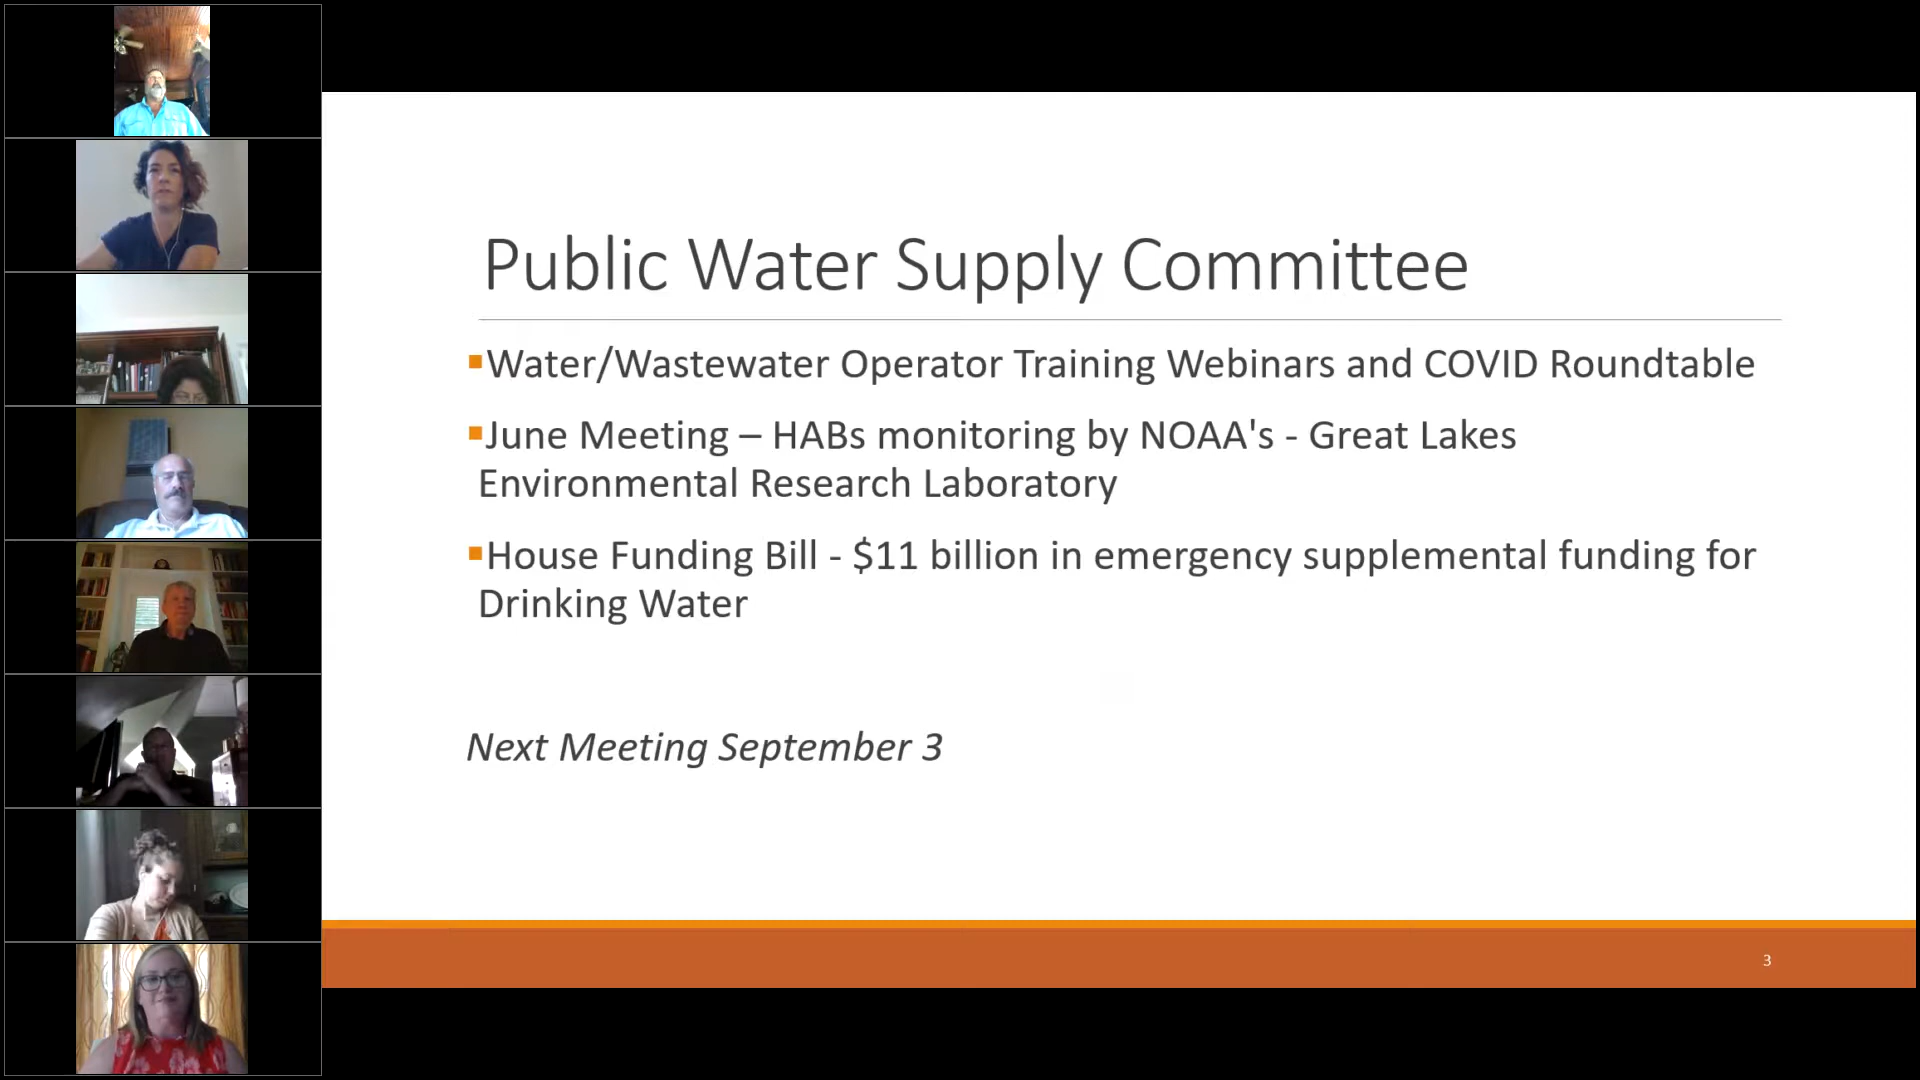 Public Water Supply Committee
Water/Wastewater Operator Training Webinars and COVID Roundtable
June Meeting – HABs monitoring by NOAA's - Great Lakes
Environmental Research Laboratory
House Funding Bill - $11 billion in emergency supplemental funding for
Drinking Water
Next Meeting September 3
3